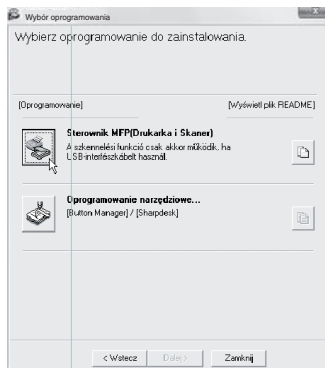 Wybór oprogramowania
Wybierz oprogramowanie do zainstalowania.
[Oprogramowanie] [Wyświetl plik README]
Sterownik MFP(Drukarka i Skaner)
A szkennelési funkció csak akkor működik, ha
USB-interfészkábelt használ.
Oprogramowanie narzędziowe...
[Button Manager] / [Sharpdesk]
< Wstecz Dalej > Zamknij